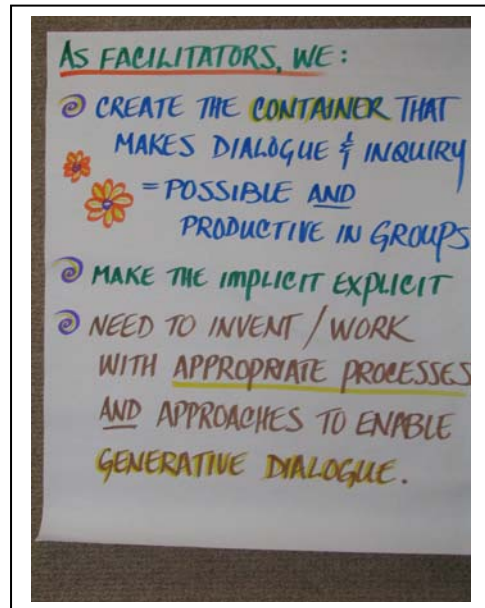 AS FACILITATORS, WE:
CREATE THE CONTAINER THAT
MAKES DIALOGUE & INQUIRY
= POSSIBLE AND
PRODUCTIVE IN GROUPS
MAKE THE IMPLICIT EXPLICIT
NEED TO INVENT / WORK
WITH APPROPRIATE PROCESSES
AND APPROACHES TO ENABLE
GENERATIVE DIALOGUE.